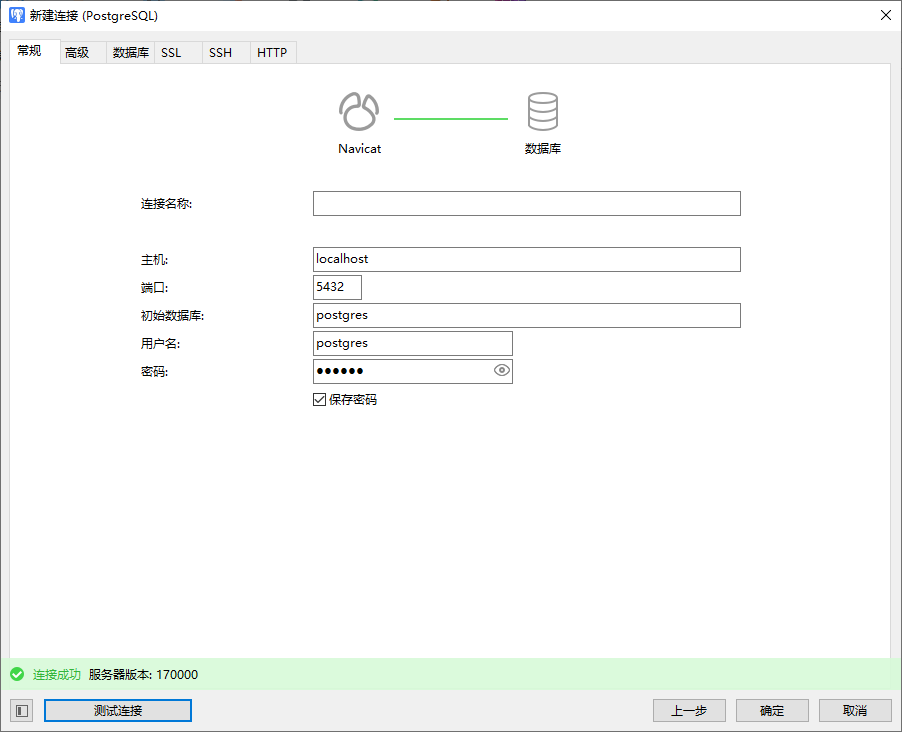 新建连接 (PostgreSQL)
常规 高级 数据库 SSL SSH HTTP
Navicat 数据库
连接名称:
主机: localhost
端口: 5432
初始数据库: postgres
用户名: postgres
密码: ●●●●●●
保存密码
连接成功 服务器版本: 170000
测试连接 上一步 确定 取消